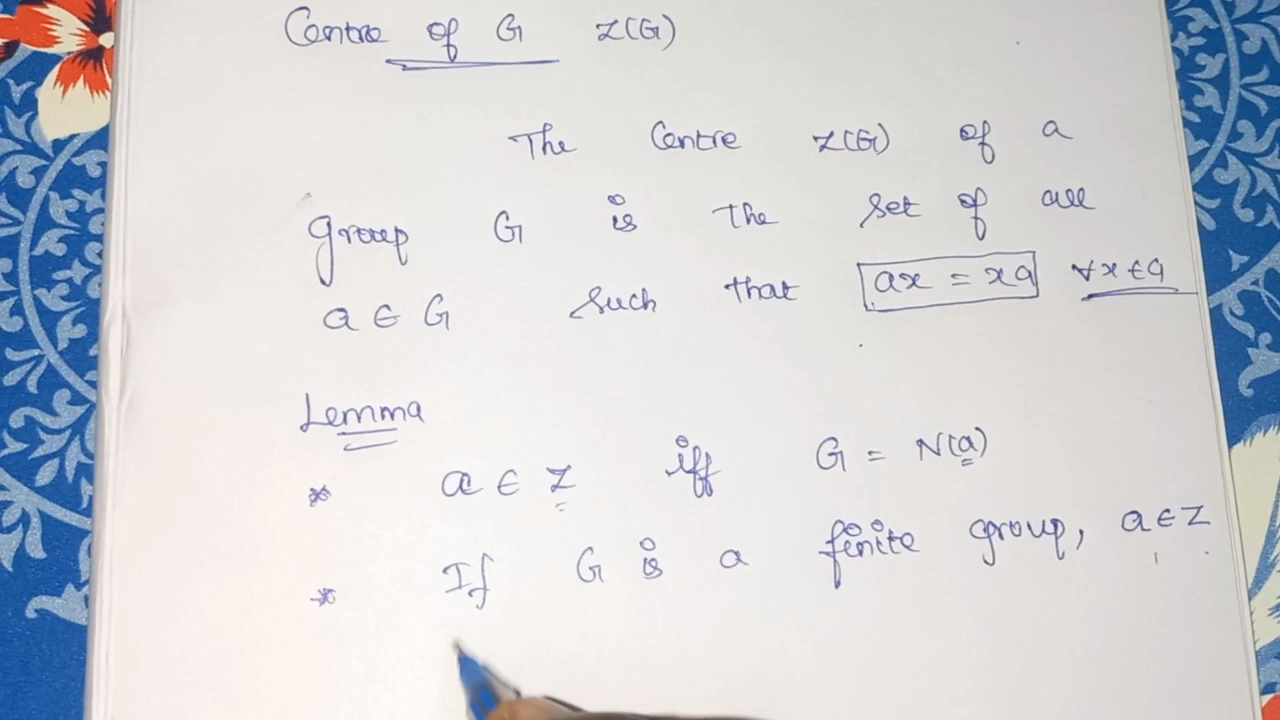 Centre of G Z(G)
The Centre Z(G) of a
group G is the set of all
a ∈ G such that ax = xa ∀x ∈ G
Lemma
* a ∈ Z iff G = N(a)
* If G is a finite group, a ∈ Z